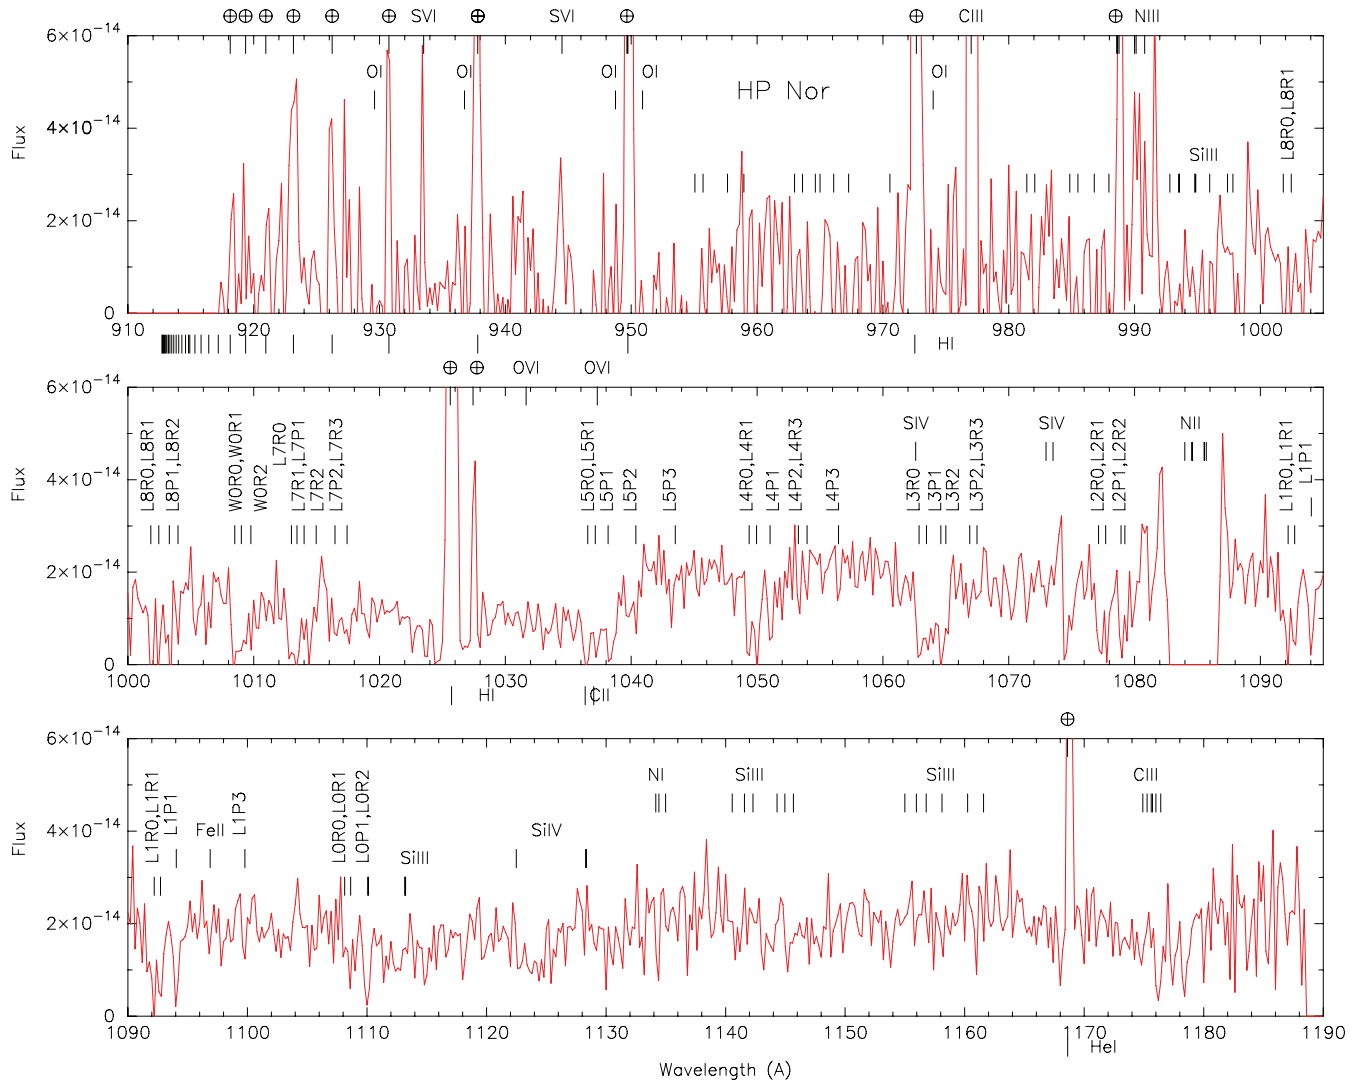 ⊕ ⊕ ⊕ ⊕ ⊕ ⊕ SVI ⊕ SVI ⊕ ⊕ CIII ⊕ NIII
6×10⁻¹⁴
OI OI OI OI OI
HP Nor
4×10⁻¹⁴
Flux
SiIII
L8R0,L8R1
2×10⁻¹⁴
0
910 920 930 940 950 960 970 980 990 1000
HI
⊕ ⊕ OVI OVI
6×10⁻¹⁴
L8R0,L8R1
L8P1,L8R2
W0R0,W0R1
W0R2
L7R0
L7R1,L7P1
L7R2
L7P2,L7R3
L5R0,L5R1
L5P1
L5P2
L5P3
L4R0,L4R1
L4P1
L4P2,L4R3
L4P3
SIV
L3R0
L3P1
L3R2
L3P2,L3R3
SIV
L2R0,L2R1
L2P1,L2R2
NII
L1R0,L1R1
L1P1
4×10⁻¹⁴
Flux
2×10⁻¹⁴
0
1000 1010 1020 1030 1040 1050 1060 1070 1080 1090
HI CII
⊕
6×10⁻¹⁴
L1R0,L1R1
L1P1
FeII
L1P3
L0R0,L0R1
L0P1,L0R2
SiIII
SiIV
NI
SiIII
SiIII
CIII
4×10⁻¹⁴
Flux
2×10⁻¹⁴
0
1090 1100 1110 1120 1130 1140 1150 1160 1170 1180 1190
HeI
Wavelength (A)